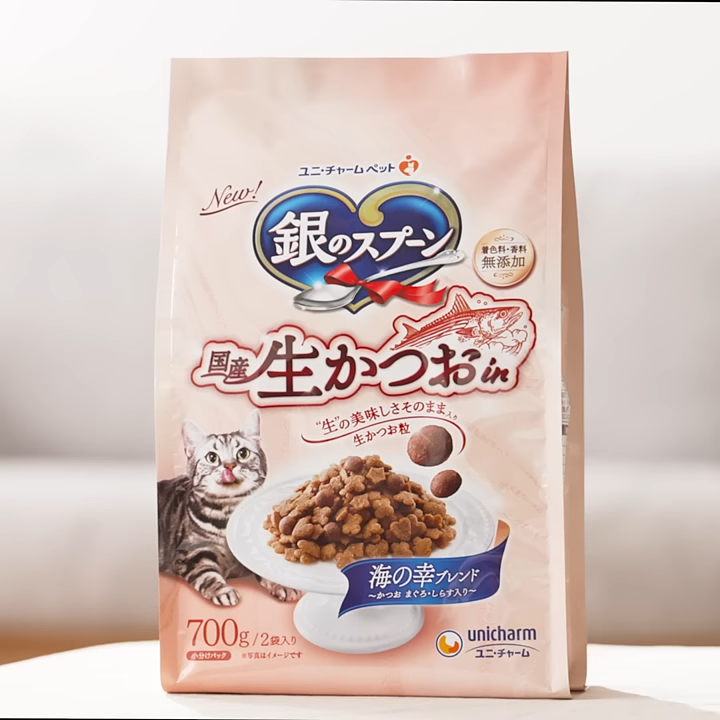 ユニ・チャームペット
New!
銀のスプーン
着色料・香料
無添加
国産
生かつおin
“生”の美味しさそのまま入り
生かつお粒
海の幸ブレンド
〜かつお まぐろ・しらす入り〜
700g/2袋入り
小分けパック
※写真はイメージです
unicharm
ユニ・チャーム